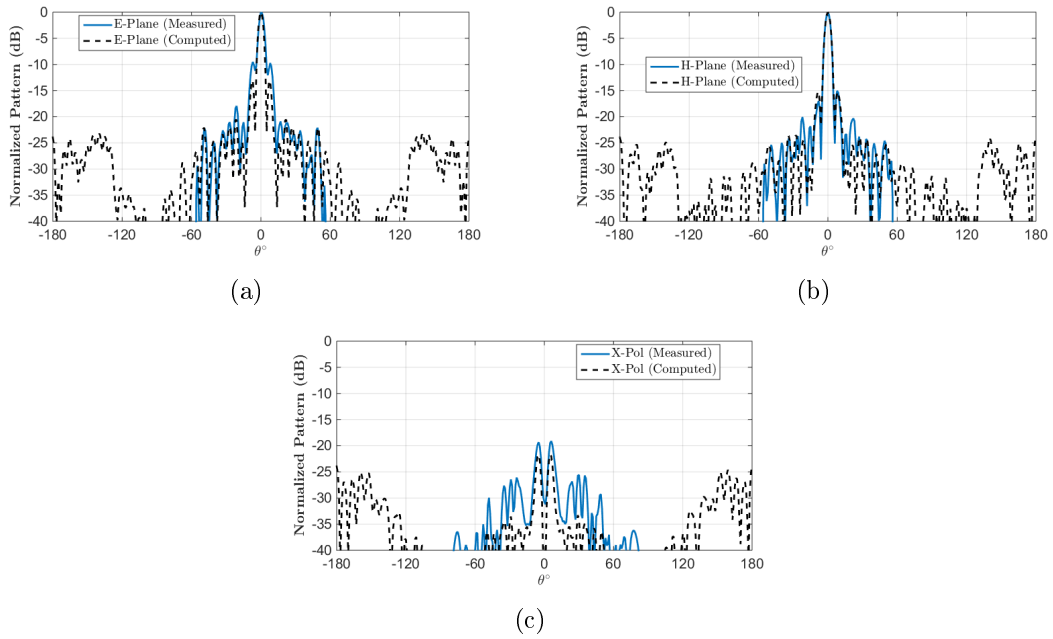 Normalized Pattern (dB)
0
-5
-10
-15
-20
-25
-30
-35
-40
E-Plane (Measured)
E-Plane (Computed)
-180 -120 -60 0 60 120 180
θ°
(a)
Normalized Pattern (dB)
0
-5
-10
-15
-20
-25
-30
-35
-40
H-Plane (Measured)
H-Plane (Computed)
-180 -120 -60 0 60 120 180
θ°
(b)
Normalized Pattern (dB)
0
-5
-10
-15
-20
-25
-30
-35
-40
X-Pol (Measured)
X-Pol (Computed)
-180 -120 -60 0 60 120 180
θ°
(c)